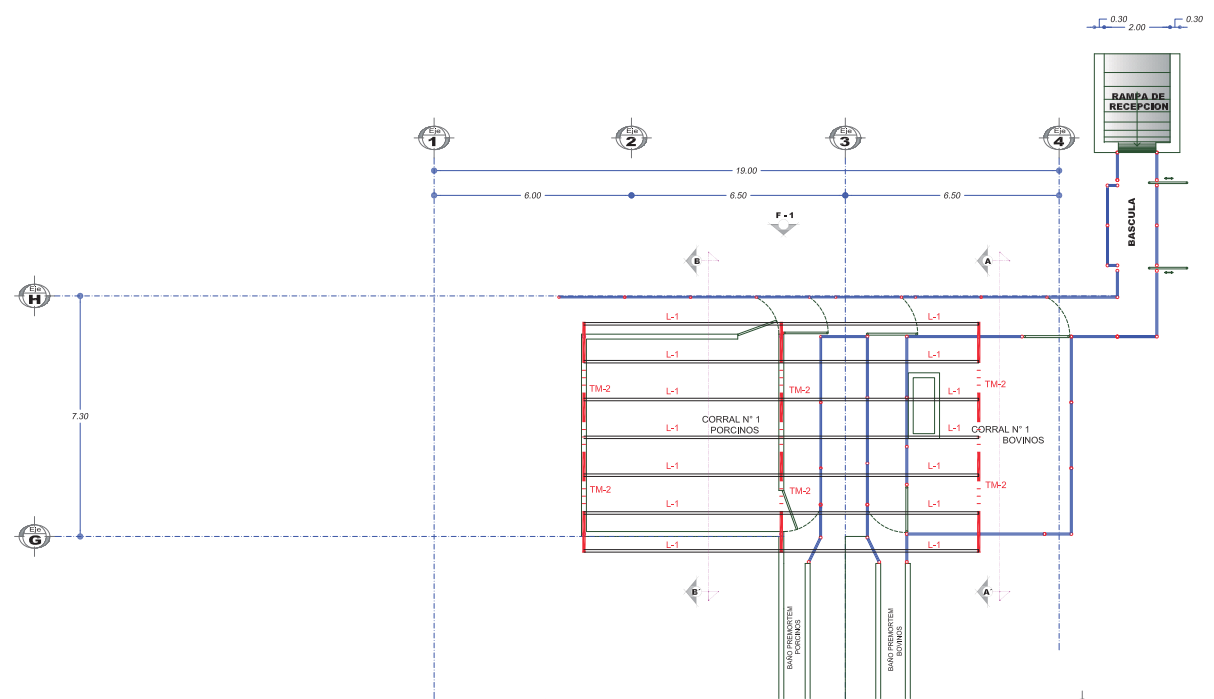 0.30
0.30
2.00
RAMPA DE
RECEPCION
Eje
1
Eje
2
Eje
3
Eje
4
19.00
6.00
6.50
6.50
F - 1
BASCULA
B
A
Eje
H
L-1
L-1
L-1
L-1
L-1
L-1
TM-2
TM-2
TM-2
L-1
L-1
L-1
7.30
CORRAL N° 1
PORCINOS
L-1
L-1
CORRAL N° 1
BOVINOS
L-1
L-1
TM-2
TM-2
TM-2
L-1
L-1
Eje
G
L-1
L-1
B´
A´
BAÑO PREMORTEM
PORCINOS
BAÑO PREMORTEM
BOVINOS